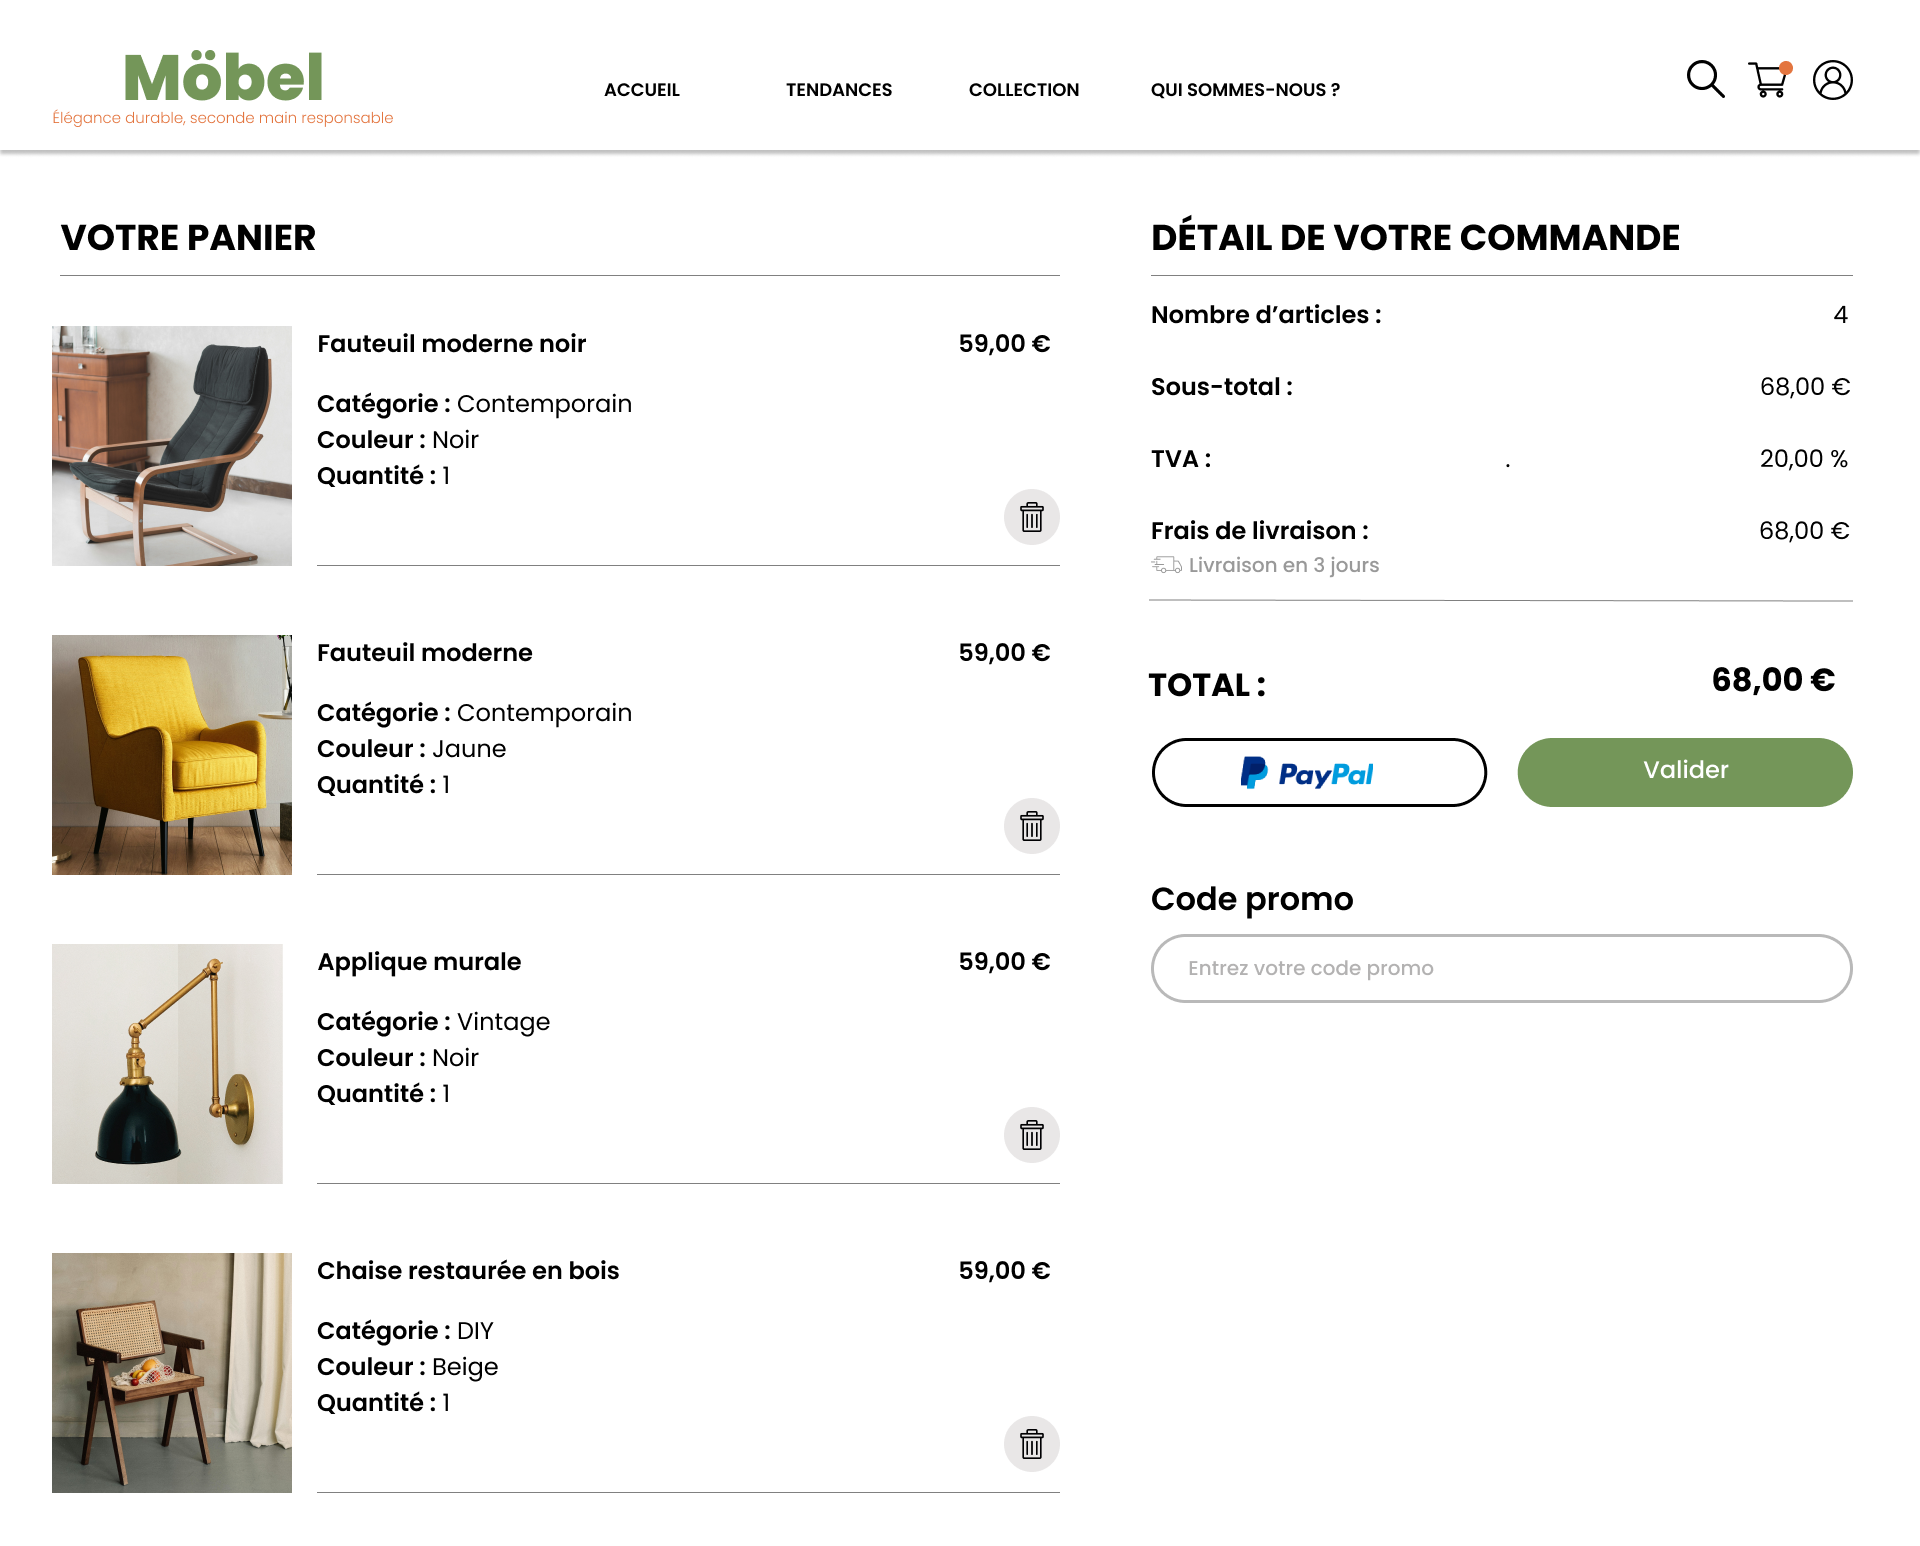 Möbel
Élégance durable, seconde main responsable
ACCUEIL
TENDANCES
COLLECTION
QUI SOMMES-NOUS ?
VOTRE PANIER
Fauteuil moderne noir
59,00 €
Catégorie : Contemporain
Couleur : Noir
Quantité : 1
Fauteuil moderne
59,00 €
Catégorie : Contemporain
Couleur : Jaune
Quantité : 1
Applique murale
59,00 €
Catégorie : Vintage
Couleur : Noir
Quantité : 1
Chaise restaurée en bois
59,00 €
Catégorie : DIY
Couleur : Beige
Quantité : 1
DÉTAIL DE VOTRE COMMANDE
Nombre d’articles : 4
Sous-total : 68,00 €
TVA : . 20,00 %
Frais de livraison : 68,00 €
Livraison en 3 jours
TOTAL : 68,00 €
PayPal
Valider
Code promo
Entrez votre code promo